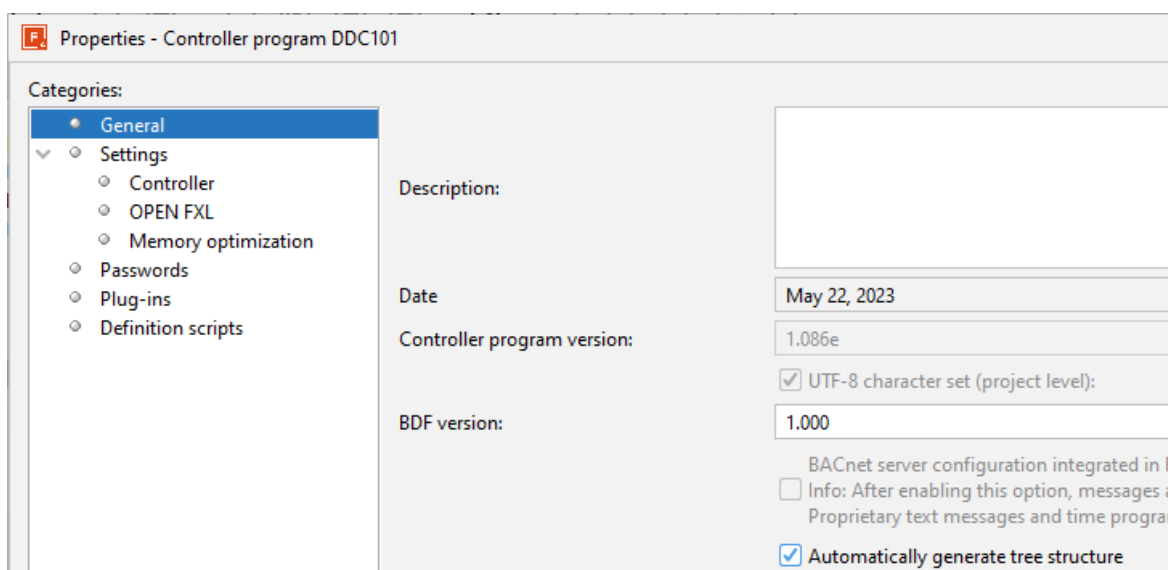 Properties - Controller program DDC101
Categories:
General
Settings
Controller
OPEN FXL
Memory optimization
Passwords
Plug-ins
Definition scripts
Description:
Date
May 22, 2023
Controller program version:
1.086e
UTF-8 character set (project level):
BDF version:
1.000
BACnet server configuration integrated in
Info: After enabling this option, messages
Proprietary text messages and time
Automatically generate tree structure